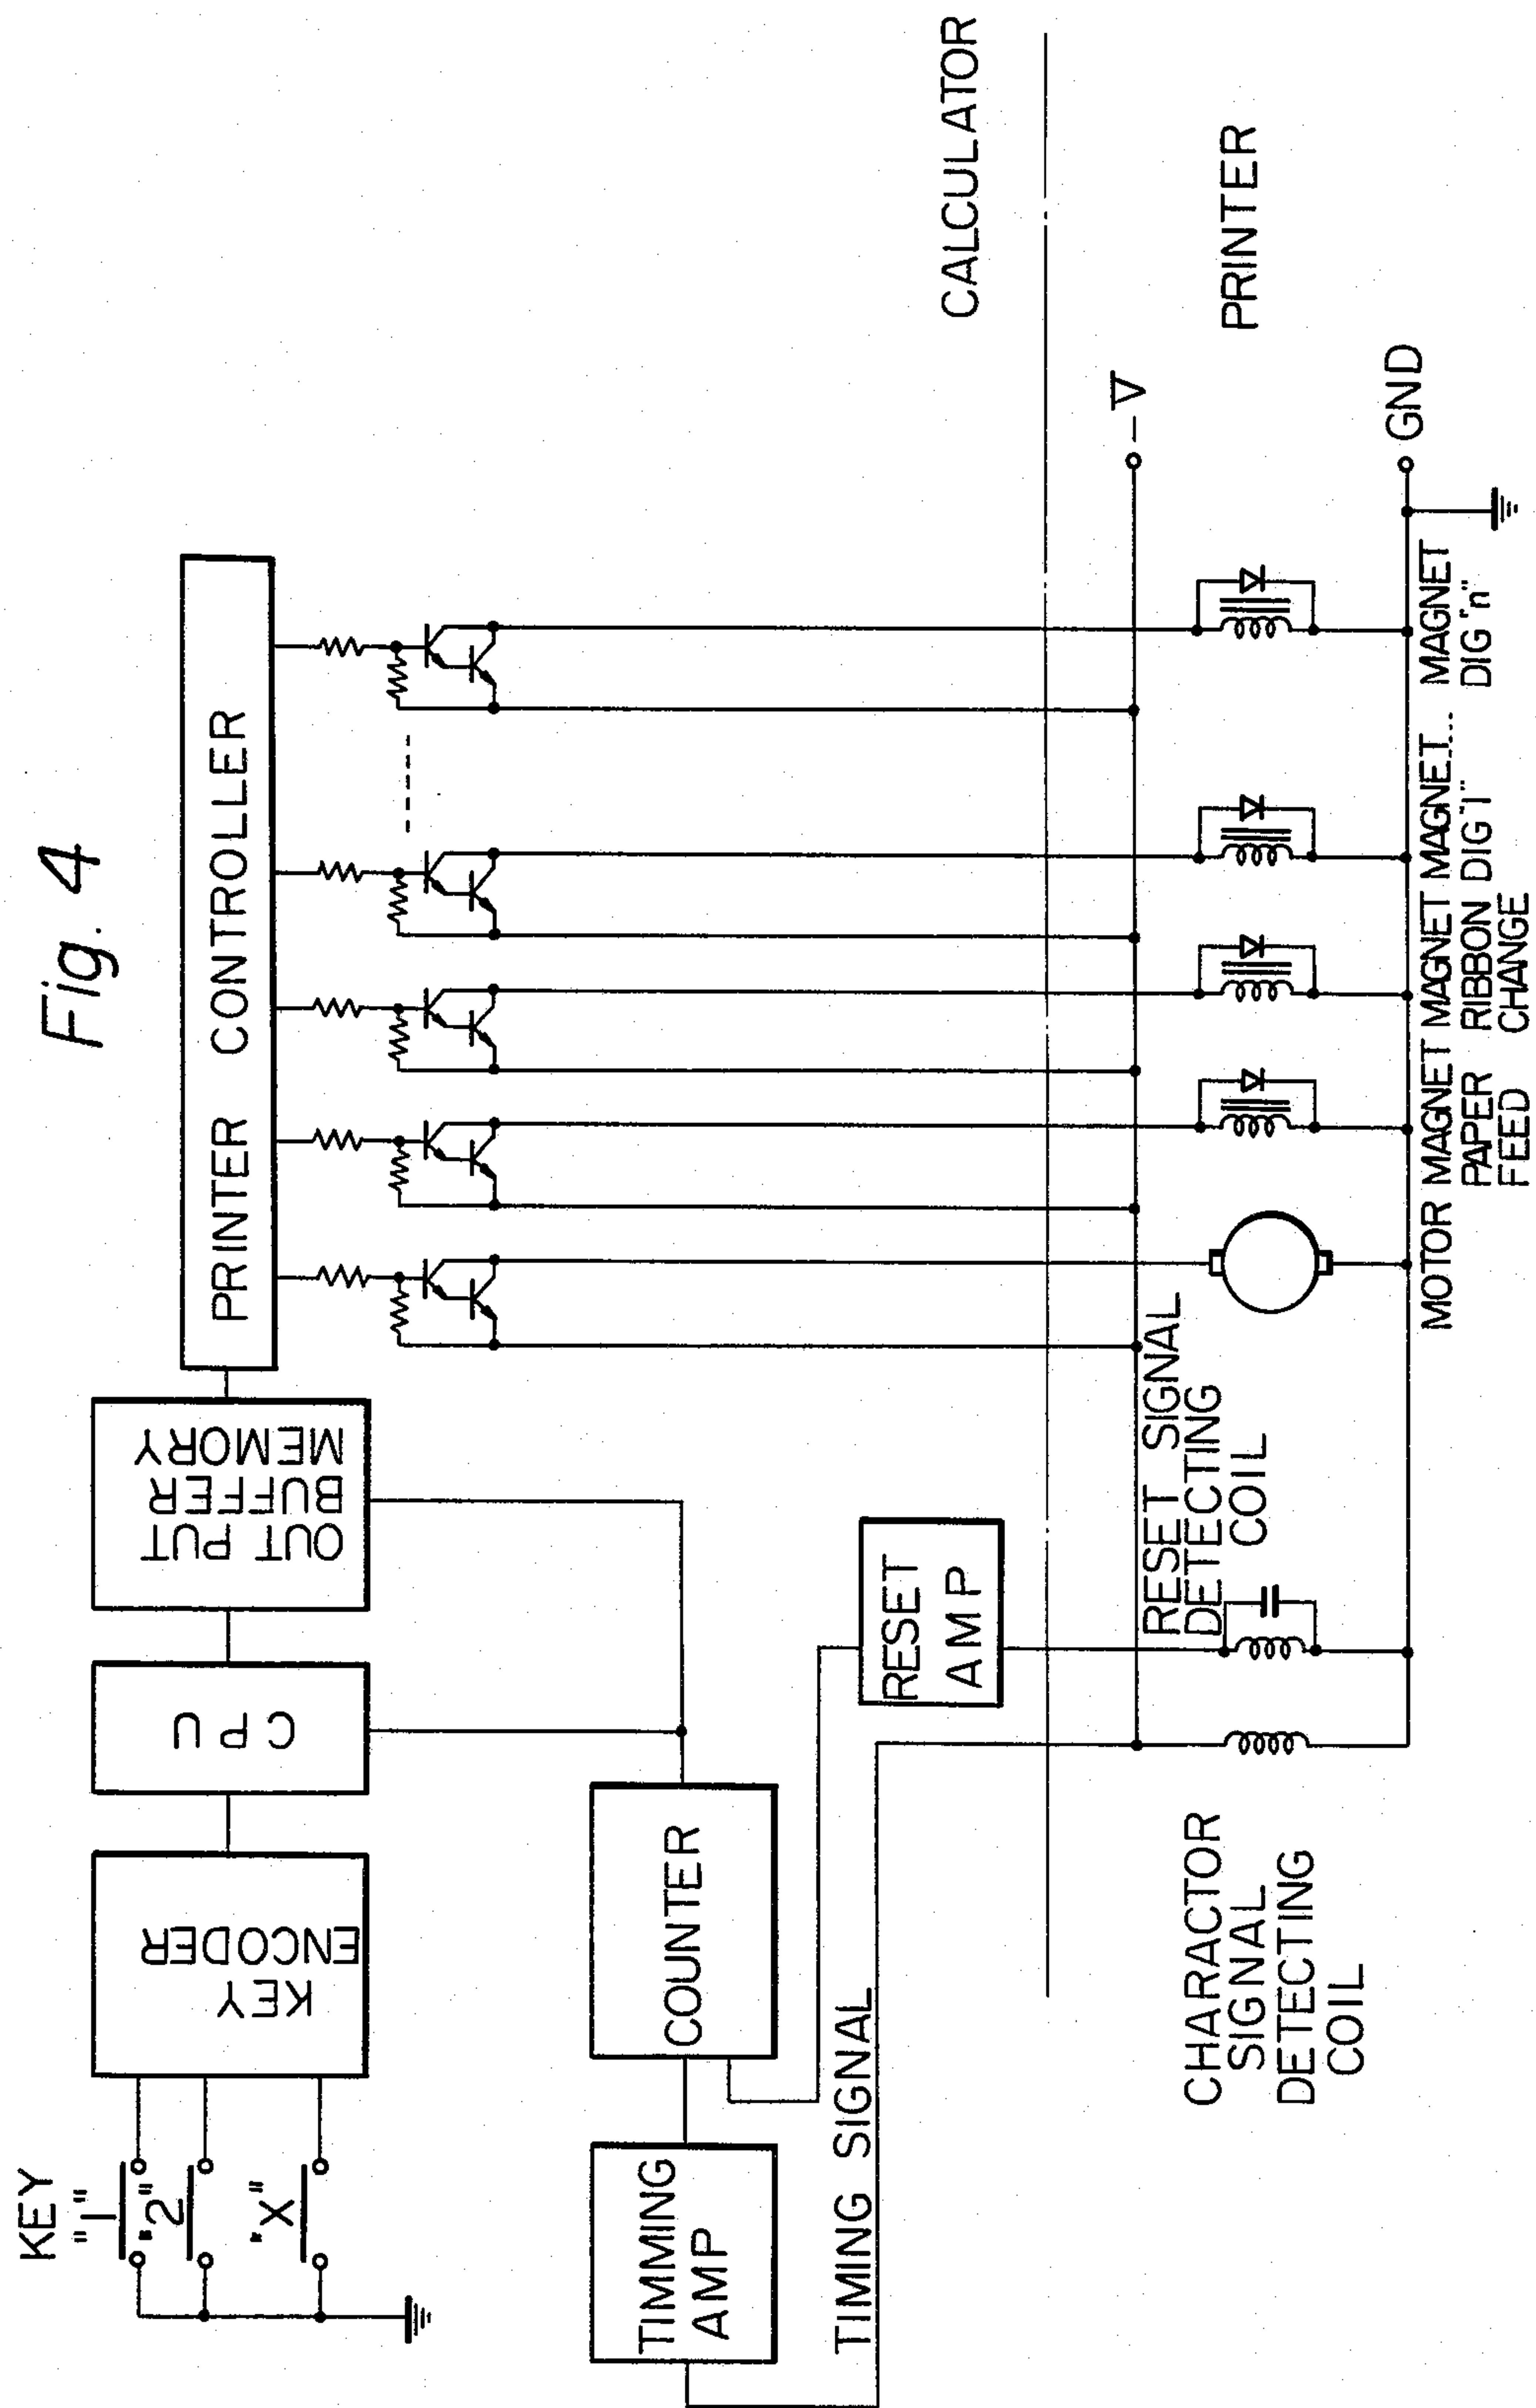 Fig. 4
KEY
"1"
"2"
"X"
KEY
ENCODER
CPU
OUT PUT
BUFFER
MEMORY
PRINTER CONTROLLER
TIMMING
AMP
COUNTER
TIMING SIGNAL
RESET
AMP
CALCULATOR
PRINTER
-V
GND
CHARACTOR
SIGNAL
DETECTING
COIL
RESET SIGNAL
DETECTING
COIL
MOTOR MAGNET MAGNET MAGNET... MAGNET
PAPER RIBBON DIG"1" DIG"n"
FEED CHANGE